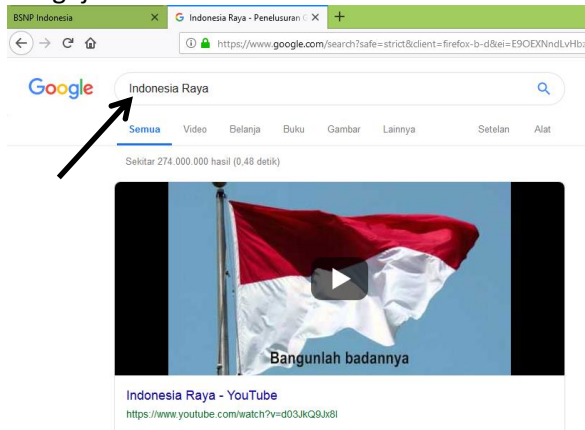 BSNP Indonesia
G Indonesia Raya - Penelusuran
https://www.google.com/search?safe=strict&client=firefox-b-d&ei=E9OEXNndLvHba
Google
Indonesia Raya
Semua Video Belanja Buku Gambar Lainnya Setelan Alat
Sekitar 274.000.000 hasil (0,48 detik)
Bangunlah badannya
Indonesia Raya - YouTube
https://www.youtube.com/watch?v=d03JkQ9Jx8I